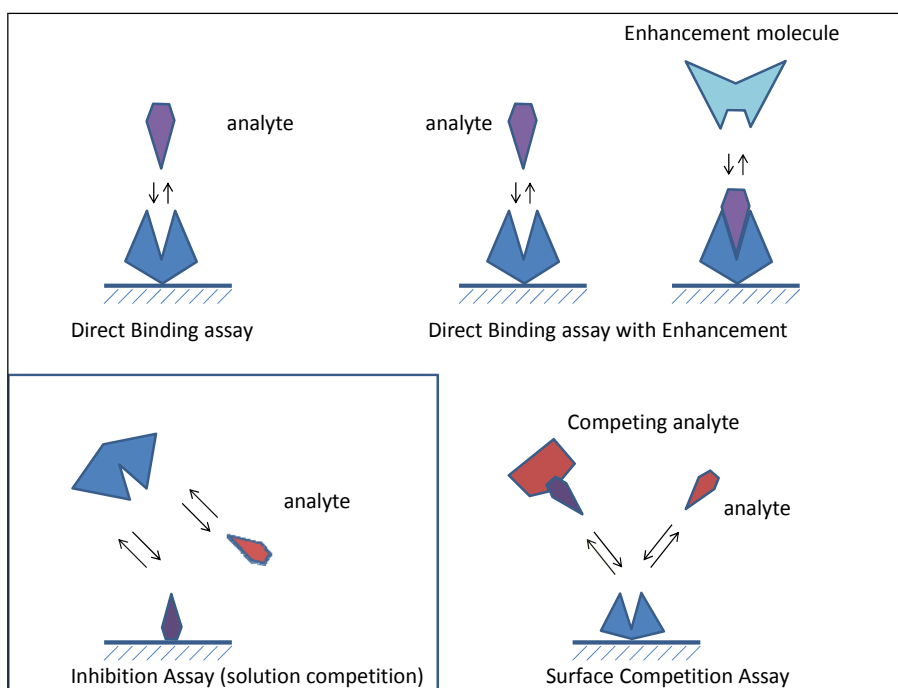 Enhancement molecule
analyte
analyte
Direct Binding assay
Direct Binding assay with Enhancement
Competing analyte
analyte
analyte
Inhibition Assay (solution competition)
Surface Competition Assay